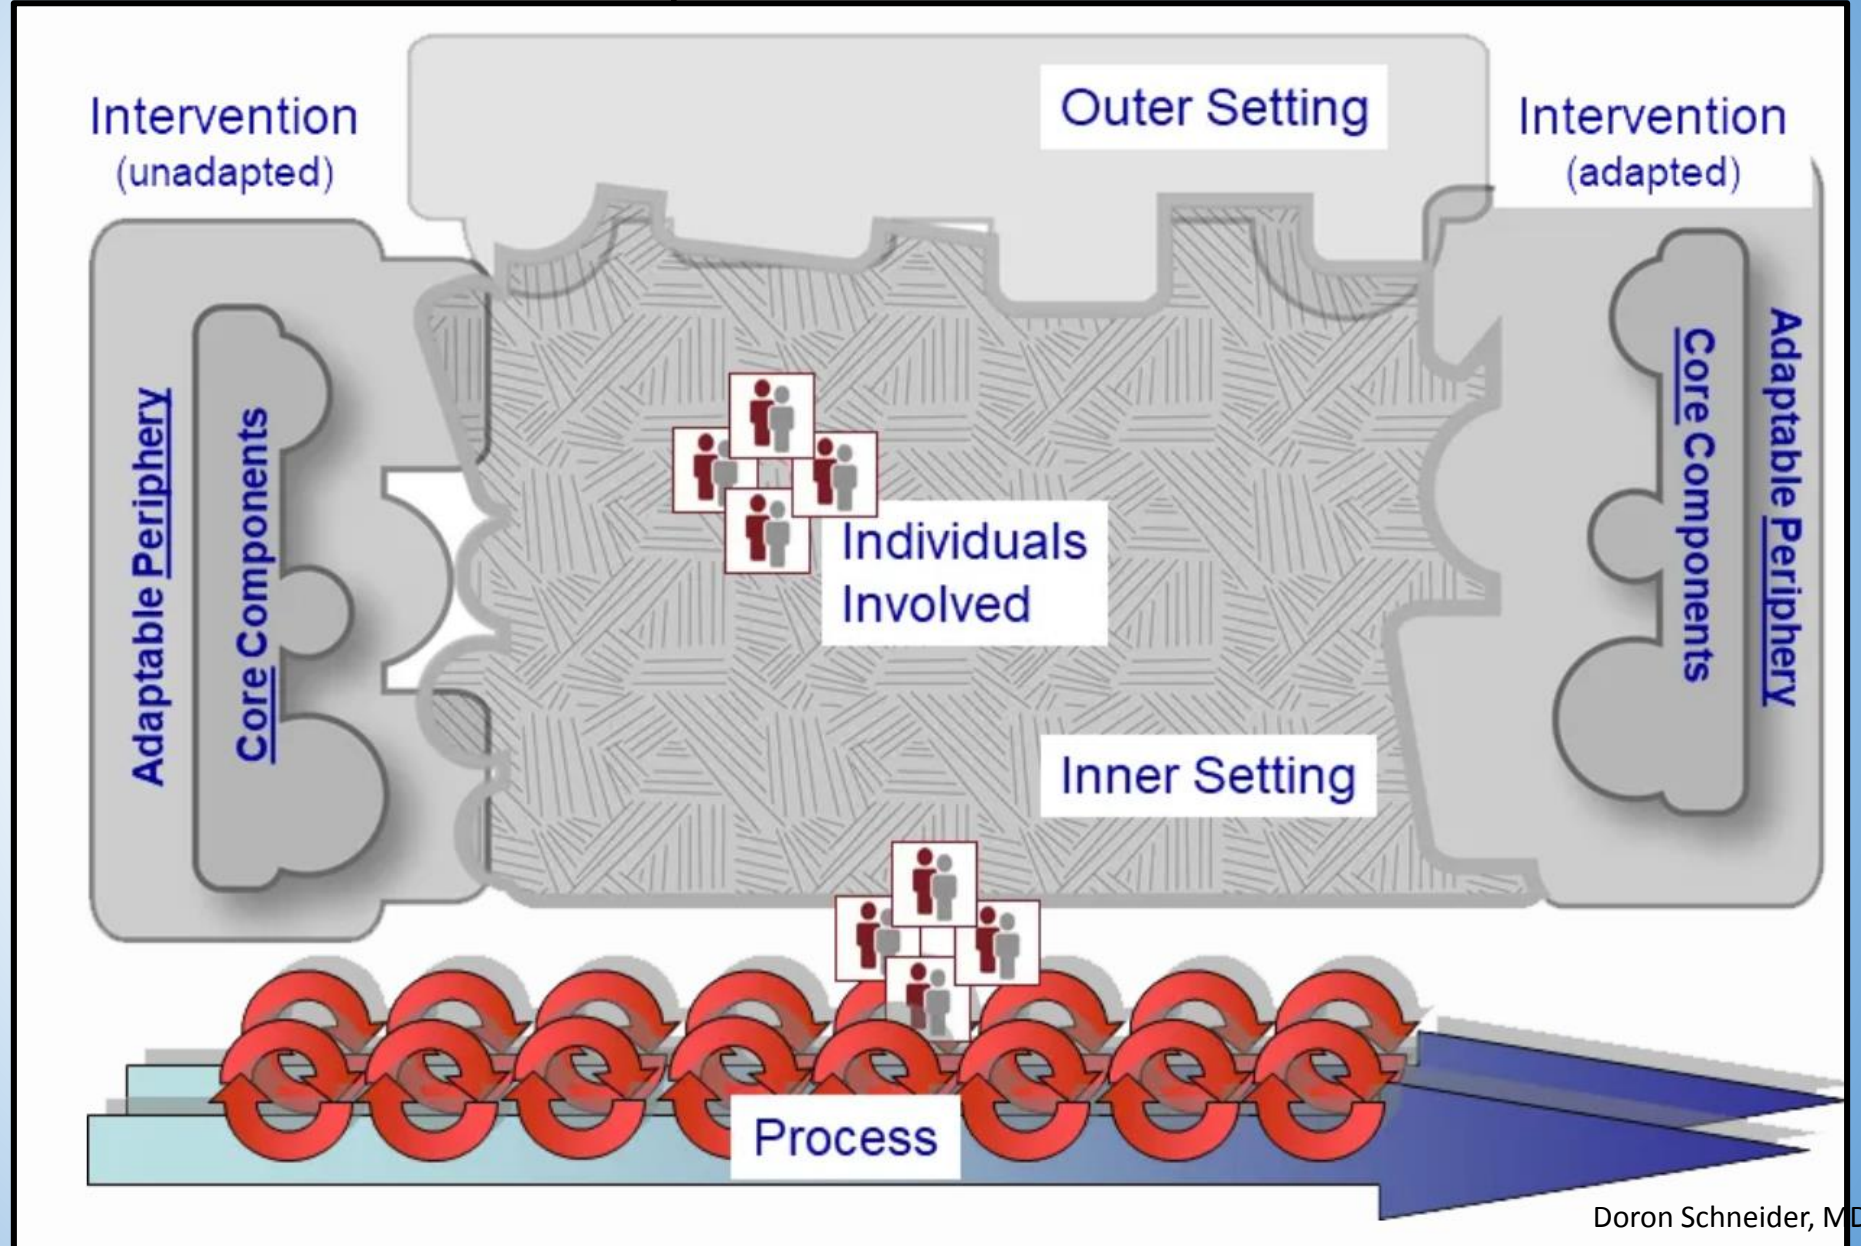 Outer Setting
Intervention
(unadapted)
Intervention
(adapted)
Adaptable Periphery
Core Components
Individuals
Involved
Core Components
Adaptable Periphery
Inner Setting
Process
Doron Schneider, MD